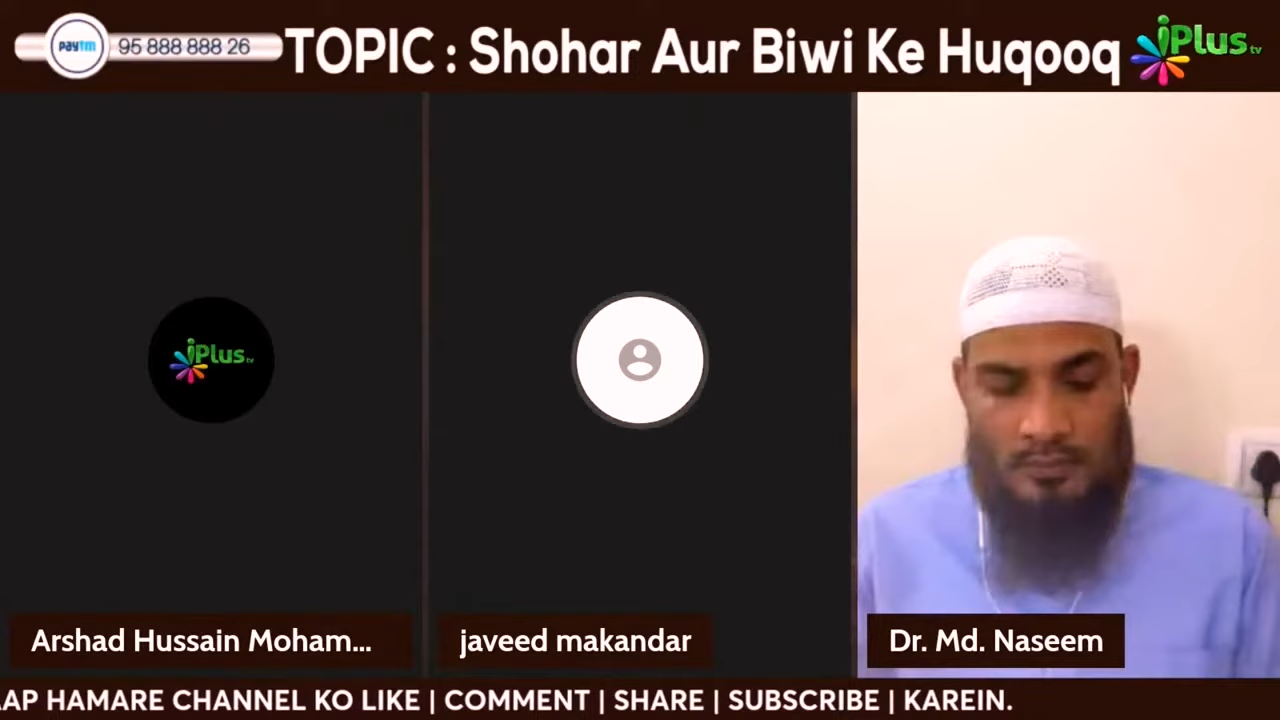 paytm 95 888 888 26 TOPIC : Shohar Aur Biwi Ke Huqooq iPlus tv
iPlus tv
Arshad Hussain Moham... javeed makandar Dr. Md. Naseem
AAP HAMARE CHANNEL KO LIKE | COMMENT | SHARE | SUBSCRIBE | KAREIN.